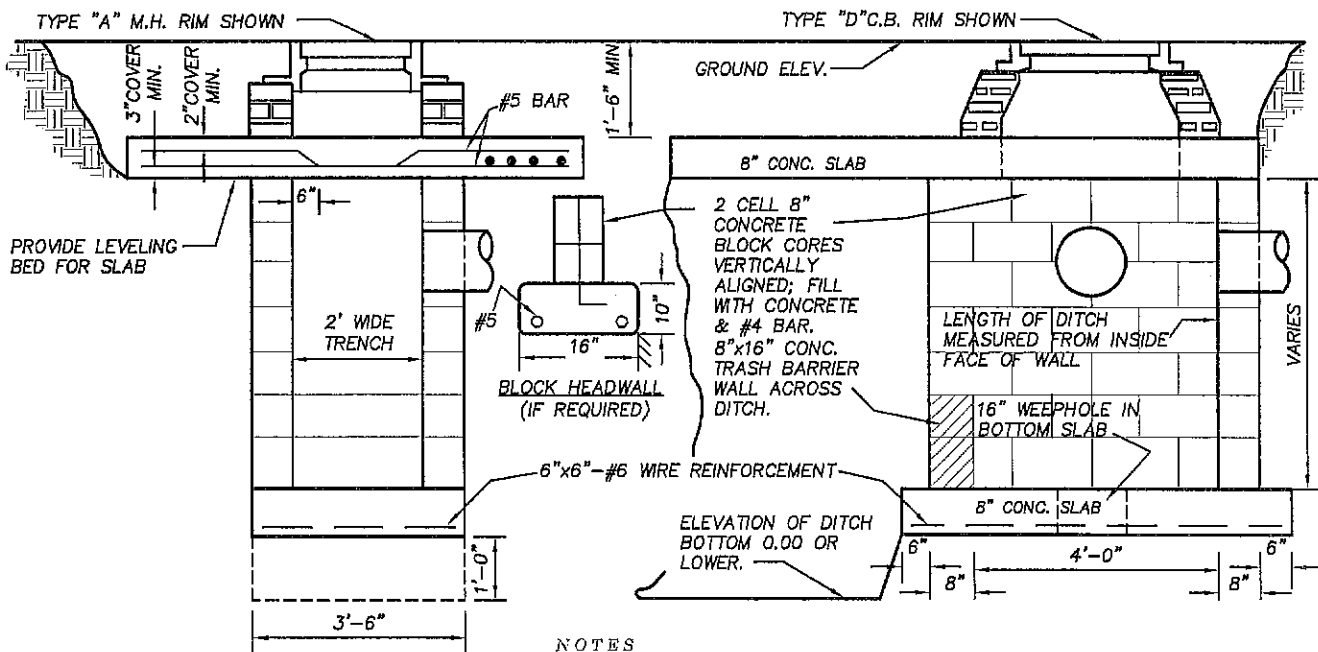 TYPE "A" M.H. RIM SHOWN
TYPE "D"C.B. RIM SHOWN
3"COVER
MIN.
2"COVER
MIN.
#5 BAR
1'-6" MIN
GROUND ELEV.
8" CONC. SLAB
6"
PROVIDE LEVELING
BED FOR SLAB
2' WIDE
TRENCH
#5
10"
16"
BLOCK HEADWALL
(IF REQUIRED)
2 CELL 8"
CONCRETE
BLOCK CORES
VERTICALLY
ALIGNED; FILL
WITH CONCRETE
& #4 BAR.
8"x16" CONC.
TRASH BARRIER
WALL ACROSS
DITCH.
LENGTH OF DITCH
MEASURED FROM INSIDE
FACE OF WALL
VARIES
16" WEEPHOLE IN
BOTTOM SLAB
6"x6"-#6 WIRE REINFORCEMENT
8" CONC. SLAB
ELEVATION OF DITCH
BOTTOM 0.00 OR
LOWER.
6"
4'-0"
6"
8"
8"
1'-0"
3'-6"
NOTES